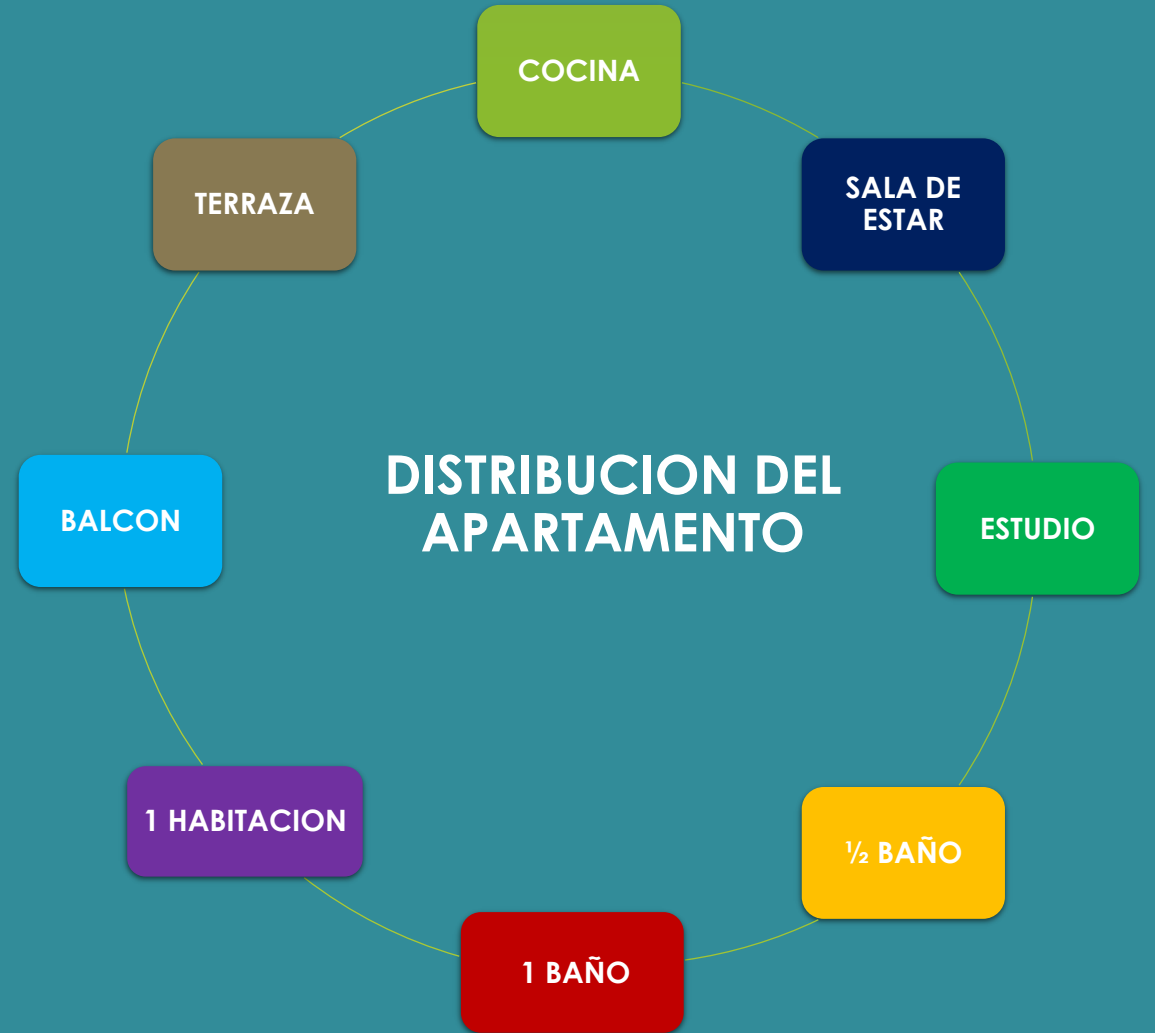 COCINA
SALA DE
ESTAR
TERRAZA
DISTRIBUCION DEL
APARTAMENTO
BALCON
ESTUDIO
1 HABITACION
½ BAÑO
1 BAÑO